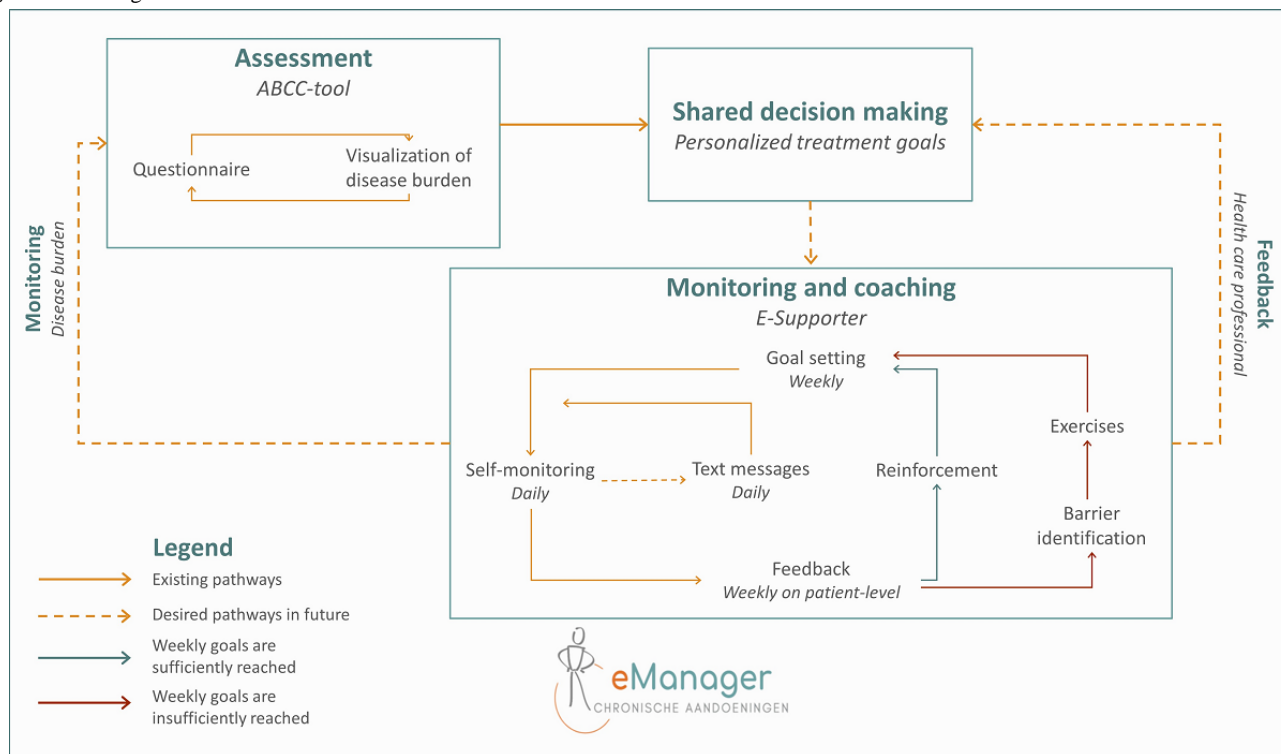 Assessment
ABCC-tool
Questionnaire
Visualization of
disease burden
Shared decision making
Personalized treatment goals
Monitoring
Disease burden
Feedback
Health care professional
Monitoring and coaching
E-Supporter
Goal setting
Weekly
Self-monitoring
Daily
Text messages
Daily
Reinforcement
Exercises
Barrier
identification
Feedback
Weekly on patient-level
Legend
Existing pathways
Desired pathways in future
Weekly goals are
sufficiently reached
Weekly goals are
insufficiently reached
eManager
CHRONISCHE AANDOENINGEN